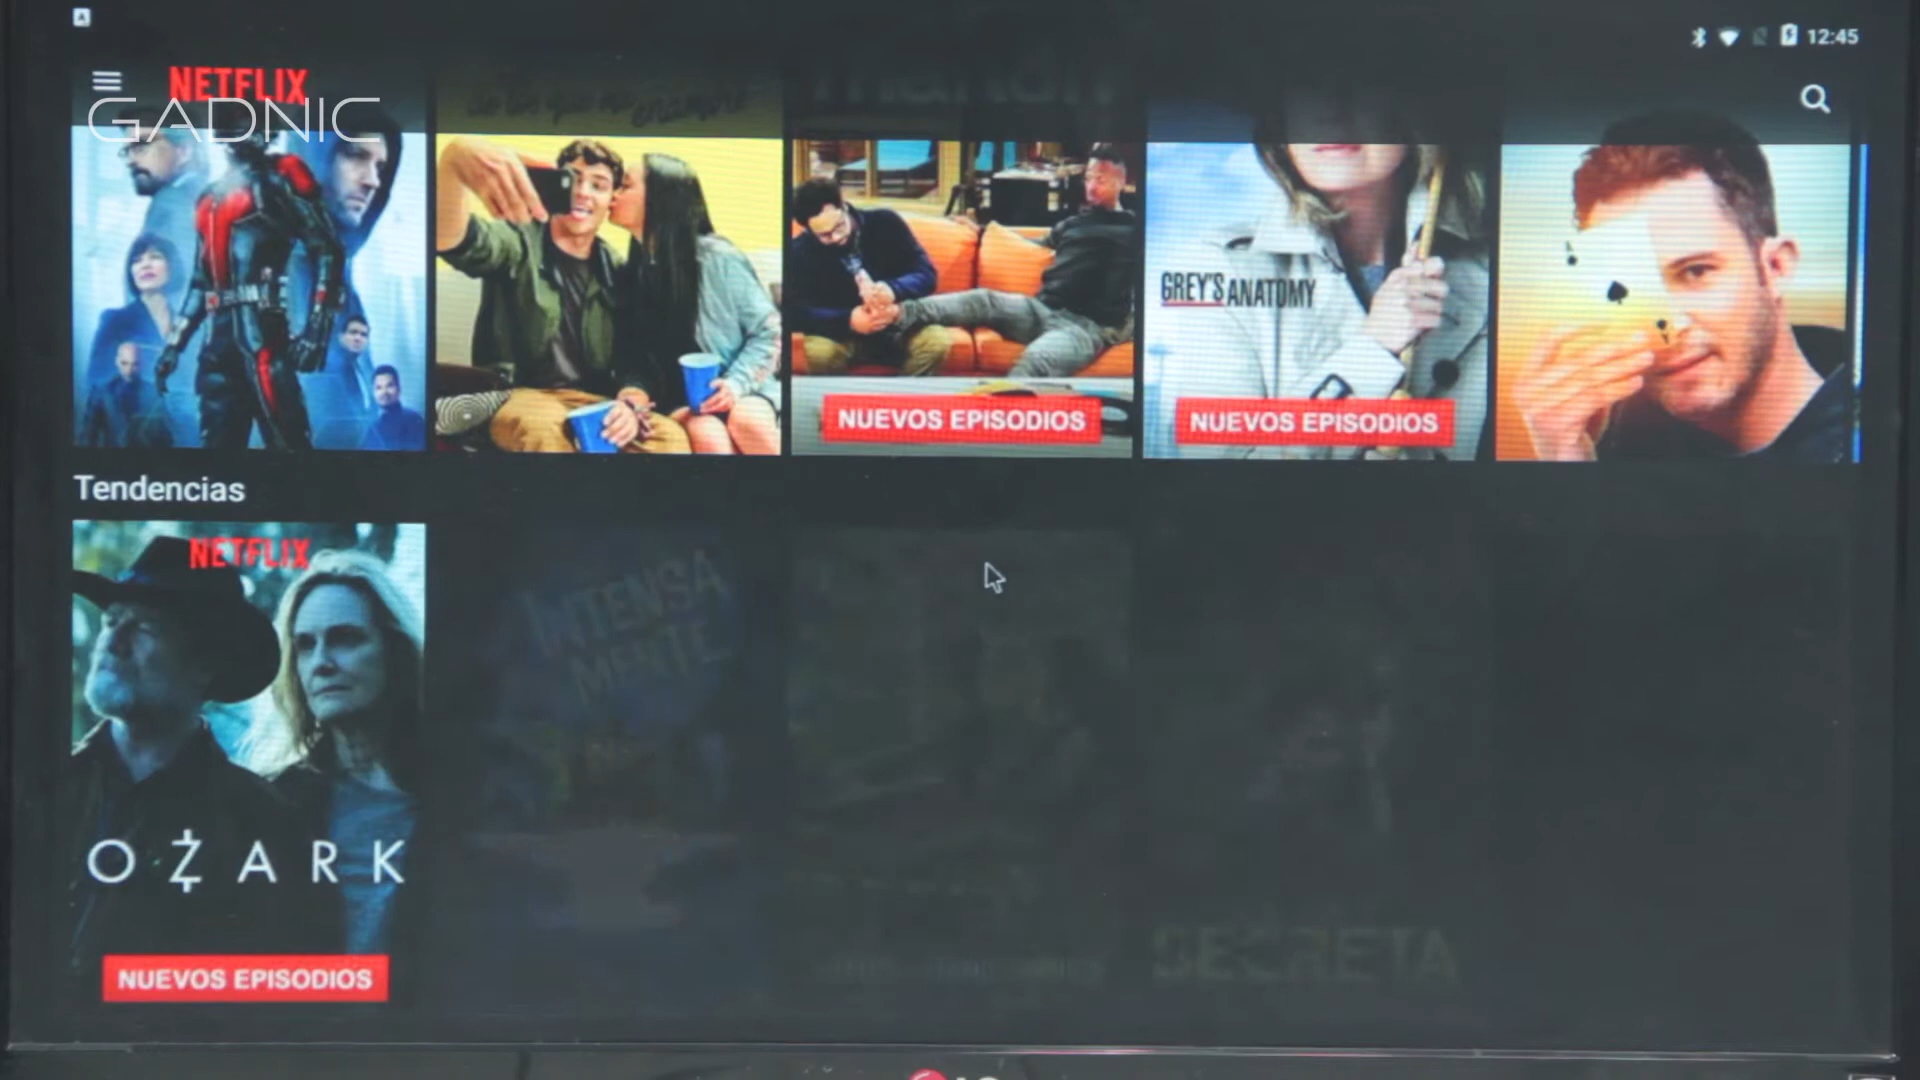 12:45
NETFLIX
GADNIC
GREY'S ANATOMY
NUEVOS EPISODIOS
NUEVOS EPISODIOS
Tendencias
NETFLIX
INTENSA
MENTE
OZARK
SECRETA
NUEVOS EPISODIOS